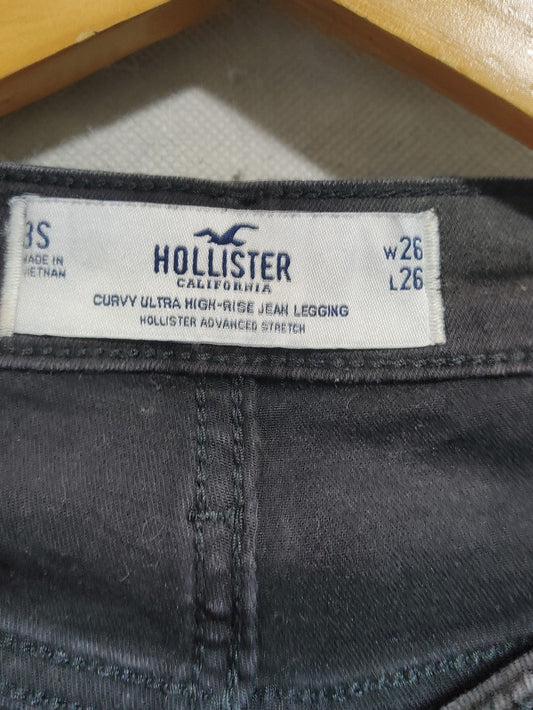 3S
MADE IN
VIETNAM
HOLLISTER
CALIFORNIA
CURVY ULTRA HIGH-RISE JEAN LEGGING
HOLLISTER ADVANCED STRETCH
W26
L26